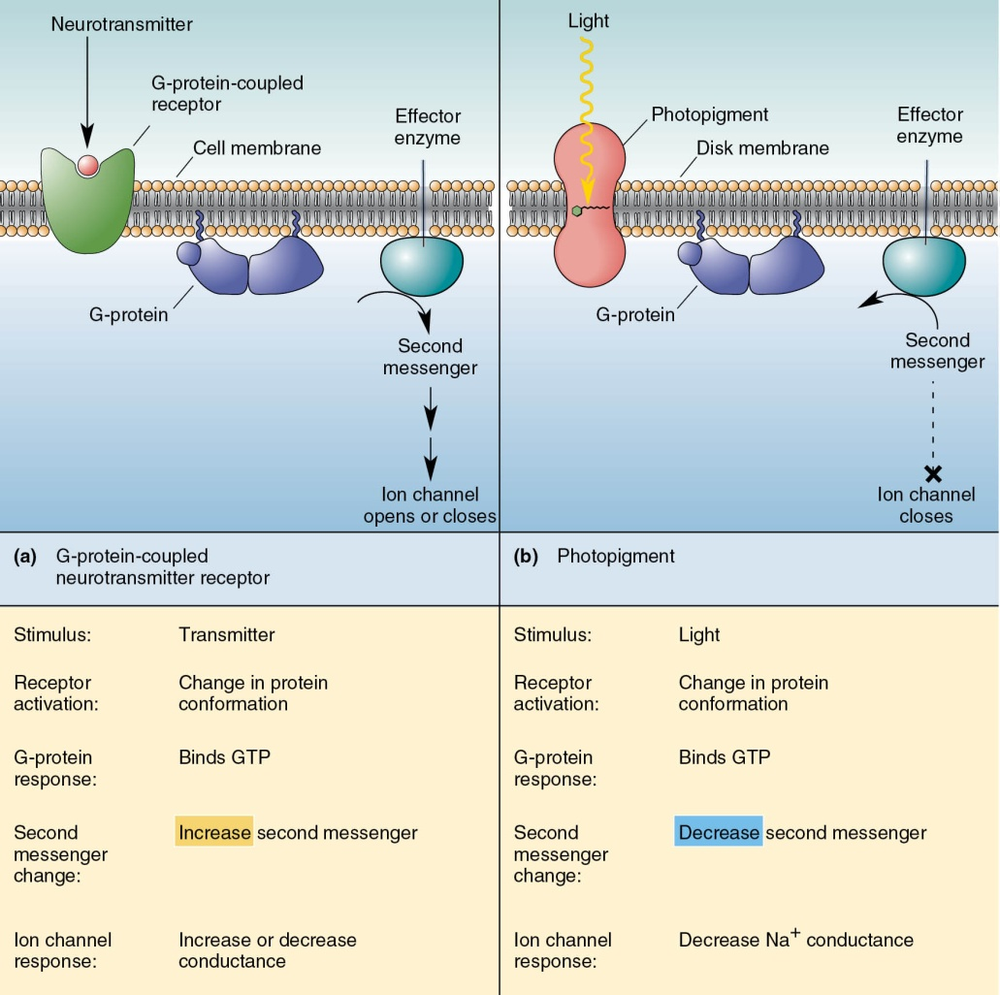 Neurotransmitter
G-protein-coupled
receptor
Cell membrane
Effector
enzyme
G-protein
Second
messenger
Ion channel
opens or closes
Light
Photopigment
Disk membrane
Effector
enzyme
G-protein
Second
messenger
Ion channel
closes
(a) G-protein-coupled
neurotransmitter receptor
Stimulus: Transmitter
Receptor Change in protein
activation: conformation
G-protein Binds GTP
response:
Second Increase second messenger
messenger
change:
Ion channel Increase or decrease
response: conductance
(b) Photopigment
Stimulus: Light
Receptor Change in protein
activation: conformation
G-protein Binds GTP
response:
Second Decrease second messenger
messenger
change:
Ion channel Decrease Na+ conductance
response: